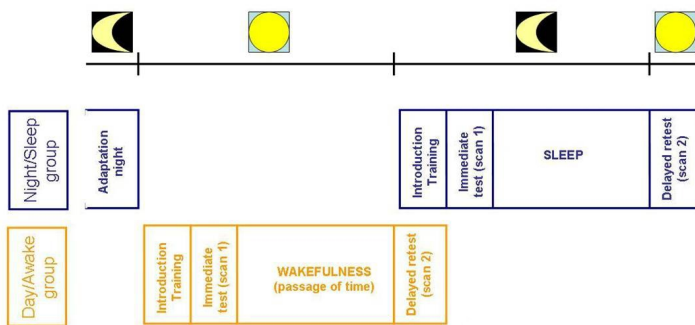 Night/Sleep
group
Adaptation
night
Introduction
Training
Immediate
test (scan 1)
SLEEP
Delayed retest
(scan 2)
Day/Awake
group
Introduction
Training
Immediate
test (scan 1)
WAKEFULNESS
(passage of time)
Delayed retest
(scan 2)